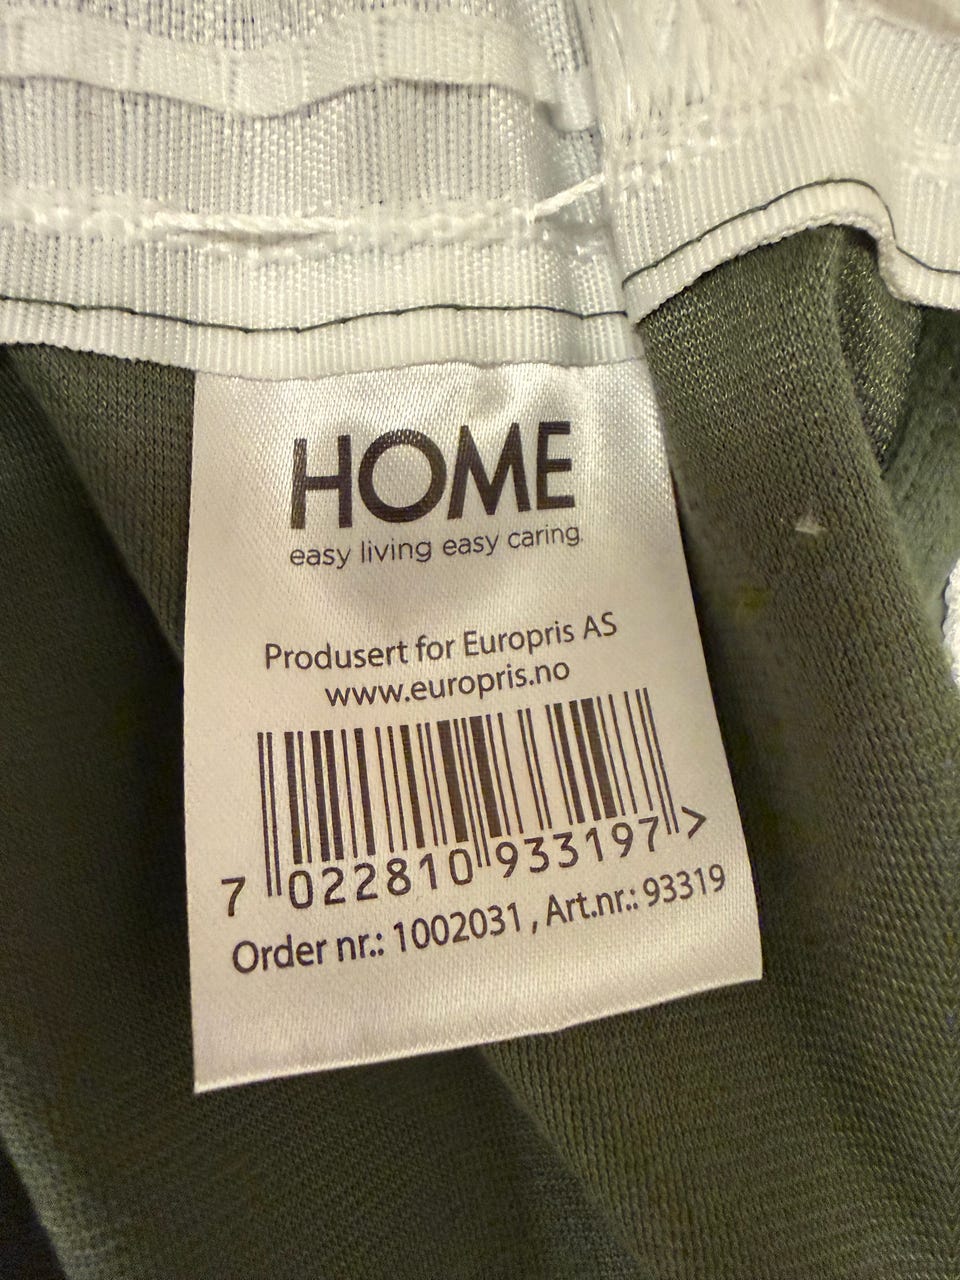 HOME
easy living easy caring.
Produsert for Europris AS
www.europris.no
7 022810 933197 >
Order nr.: 1002031 , Art.nr.: 93319